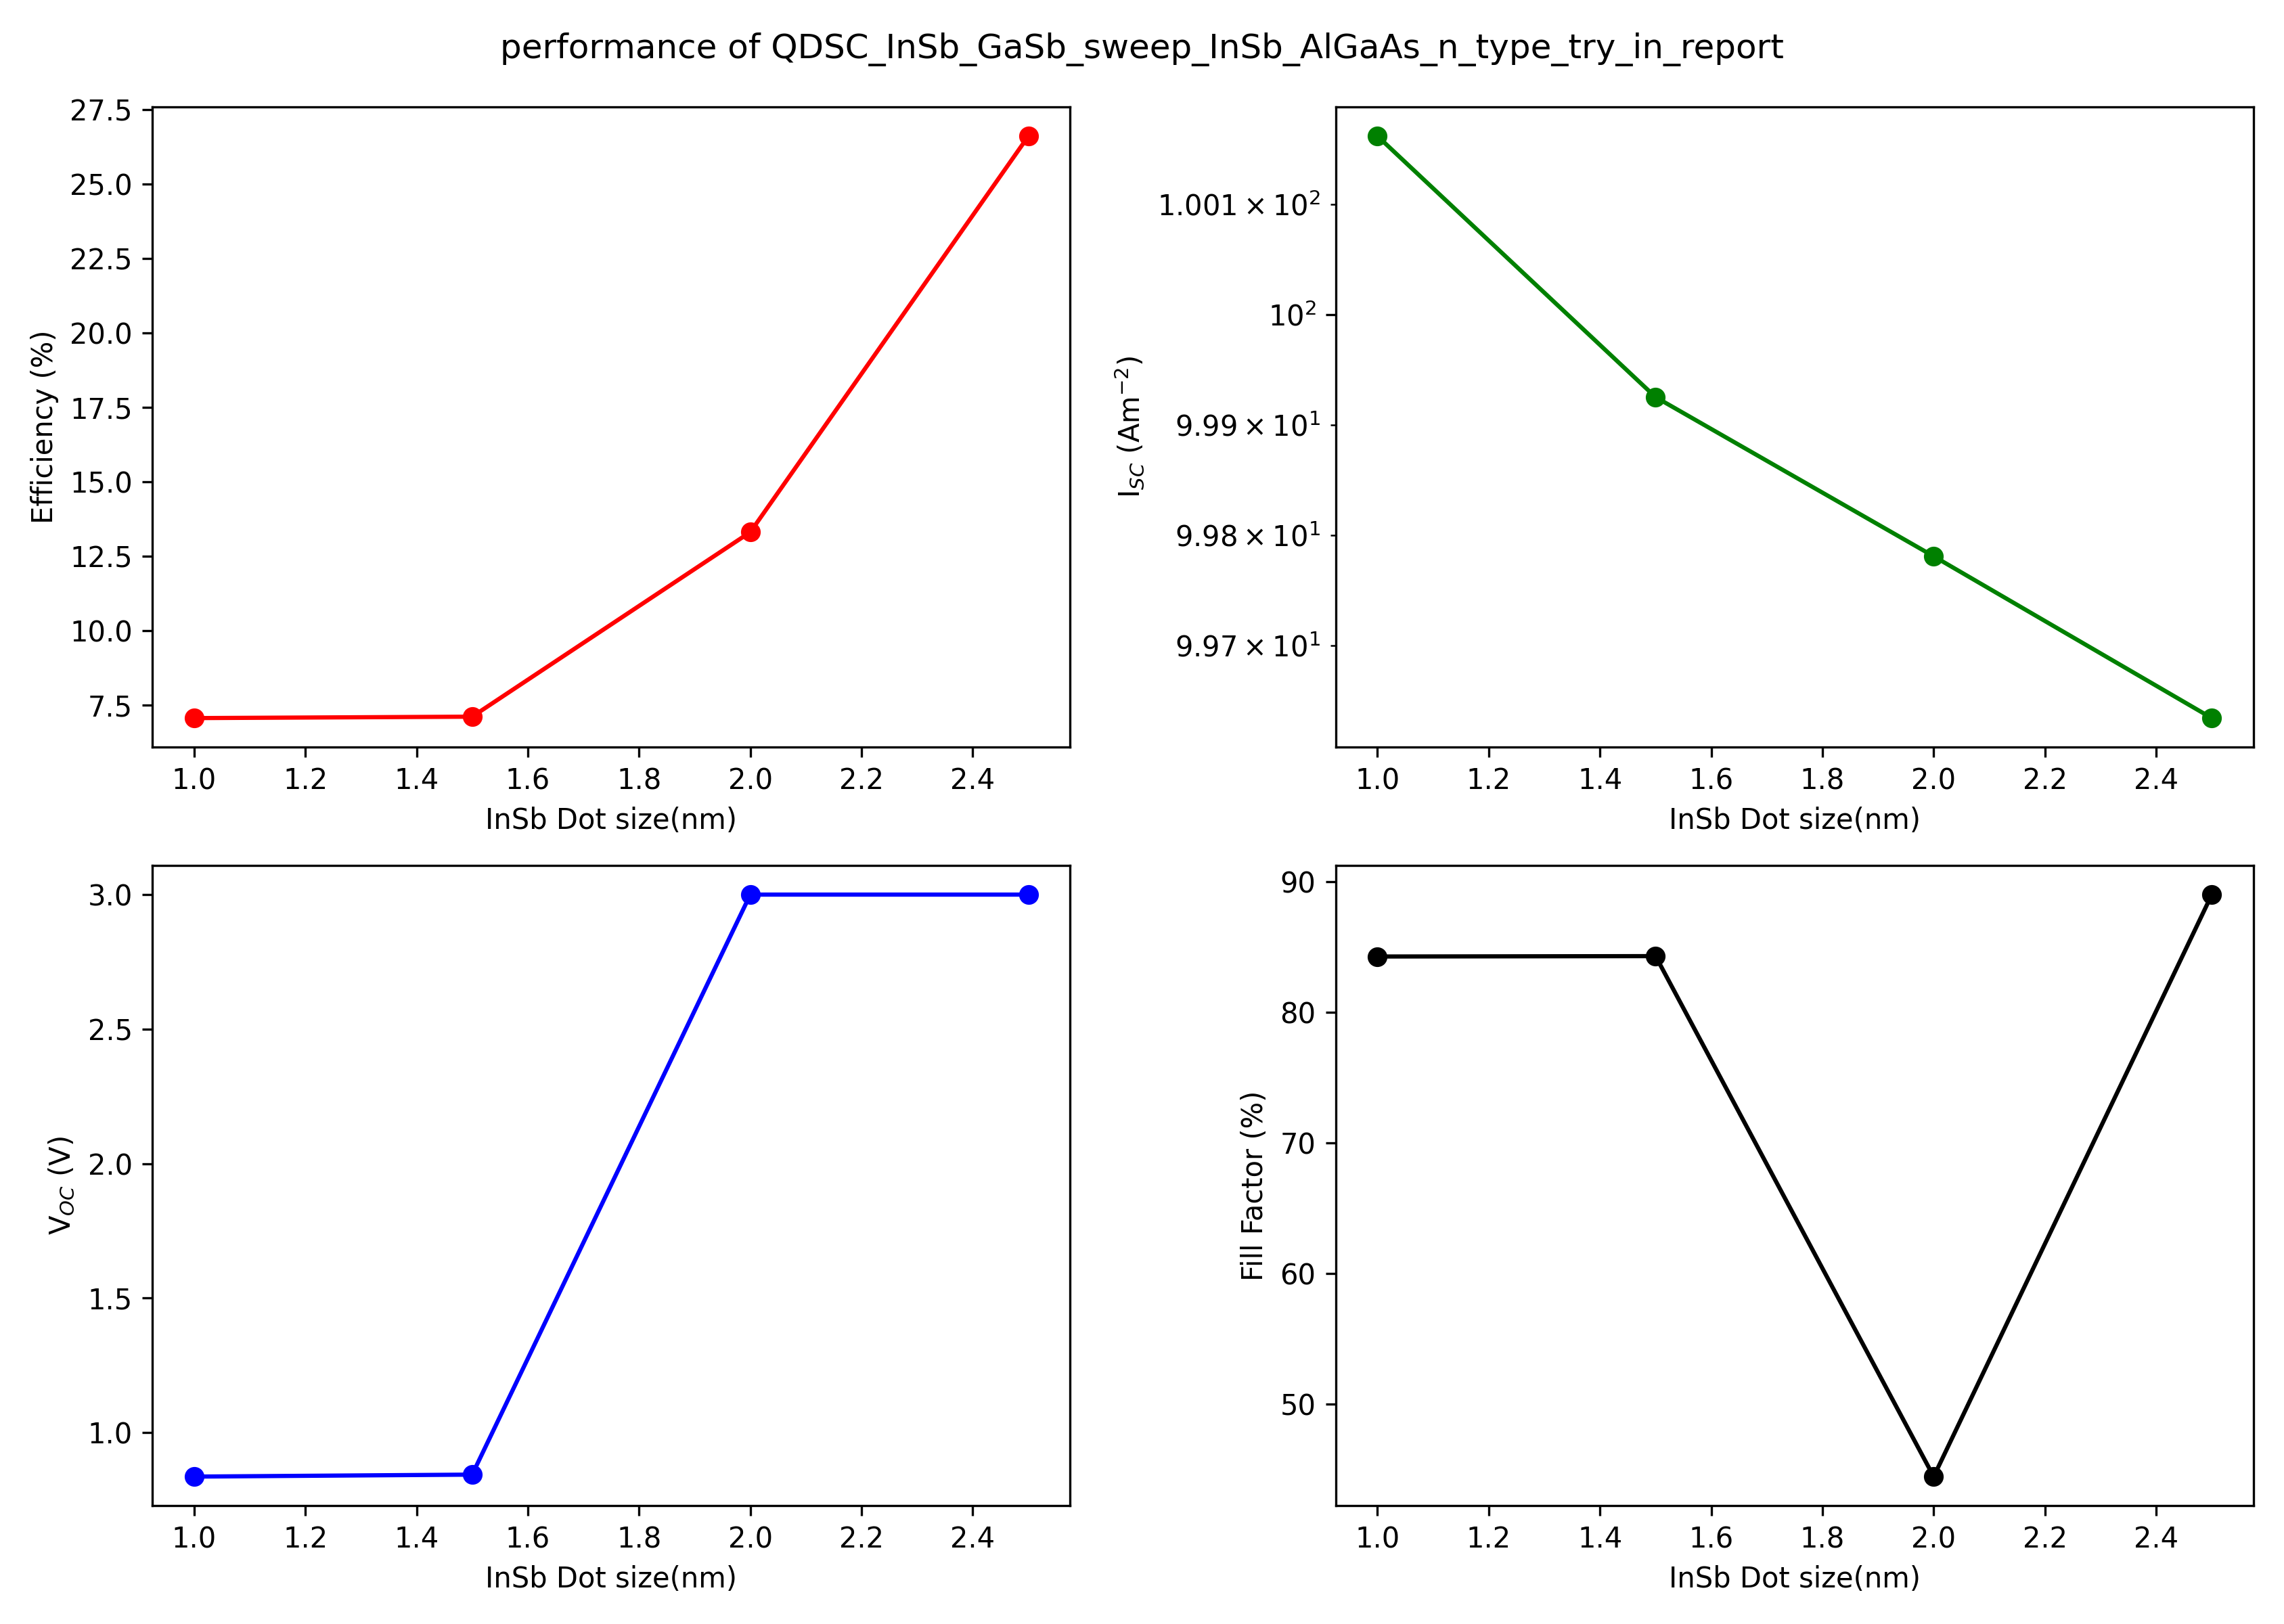 performance of QDSC_InSb_GaSb_sweep_InSb_AlGaAs_n_type_try_in_report
Efficiency (%)
27.5
25.0
22.5
20.0
17.5
15.0
12.5
10.0
7.5
1.0 1.2 1.4 1.6 1.8 2.0 2.2 2.4
InSb Dot size(nm)
I_SC (Am⁻²)
1.001 × 10²
10²
9.99 × 10¹
9.98 × 10¹
9.97 × 10¹
1.0 1.2 1.4 1.6 1.8 2.0 2.2 2.4
InSb Dot size(nm)
V_OC (V)
3.0
2.5
2.0
1.5
1.0
1.0 1.2 1.4 1.6 1.8 2.0 2.2 2.4
InSb Dot size(nm)
Fill Factor (%)
90
80
70
60
50
1.0 1.2 1.4 1.6 1.8 2.0 2.2 2.4
InSb Dot size(nm)